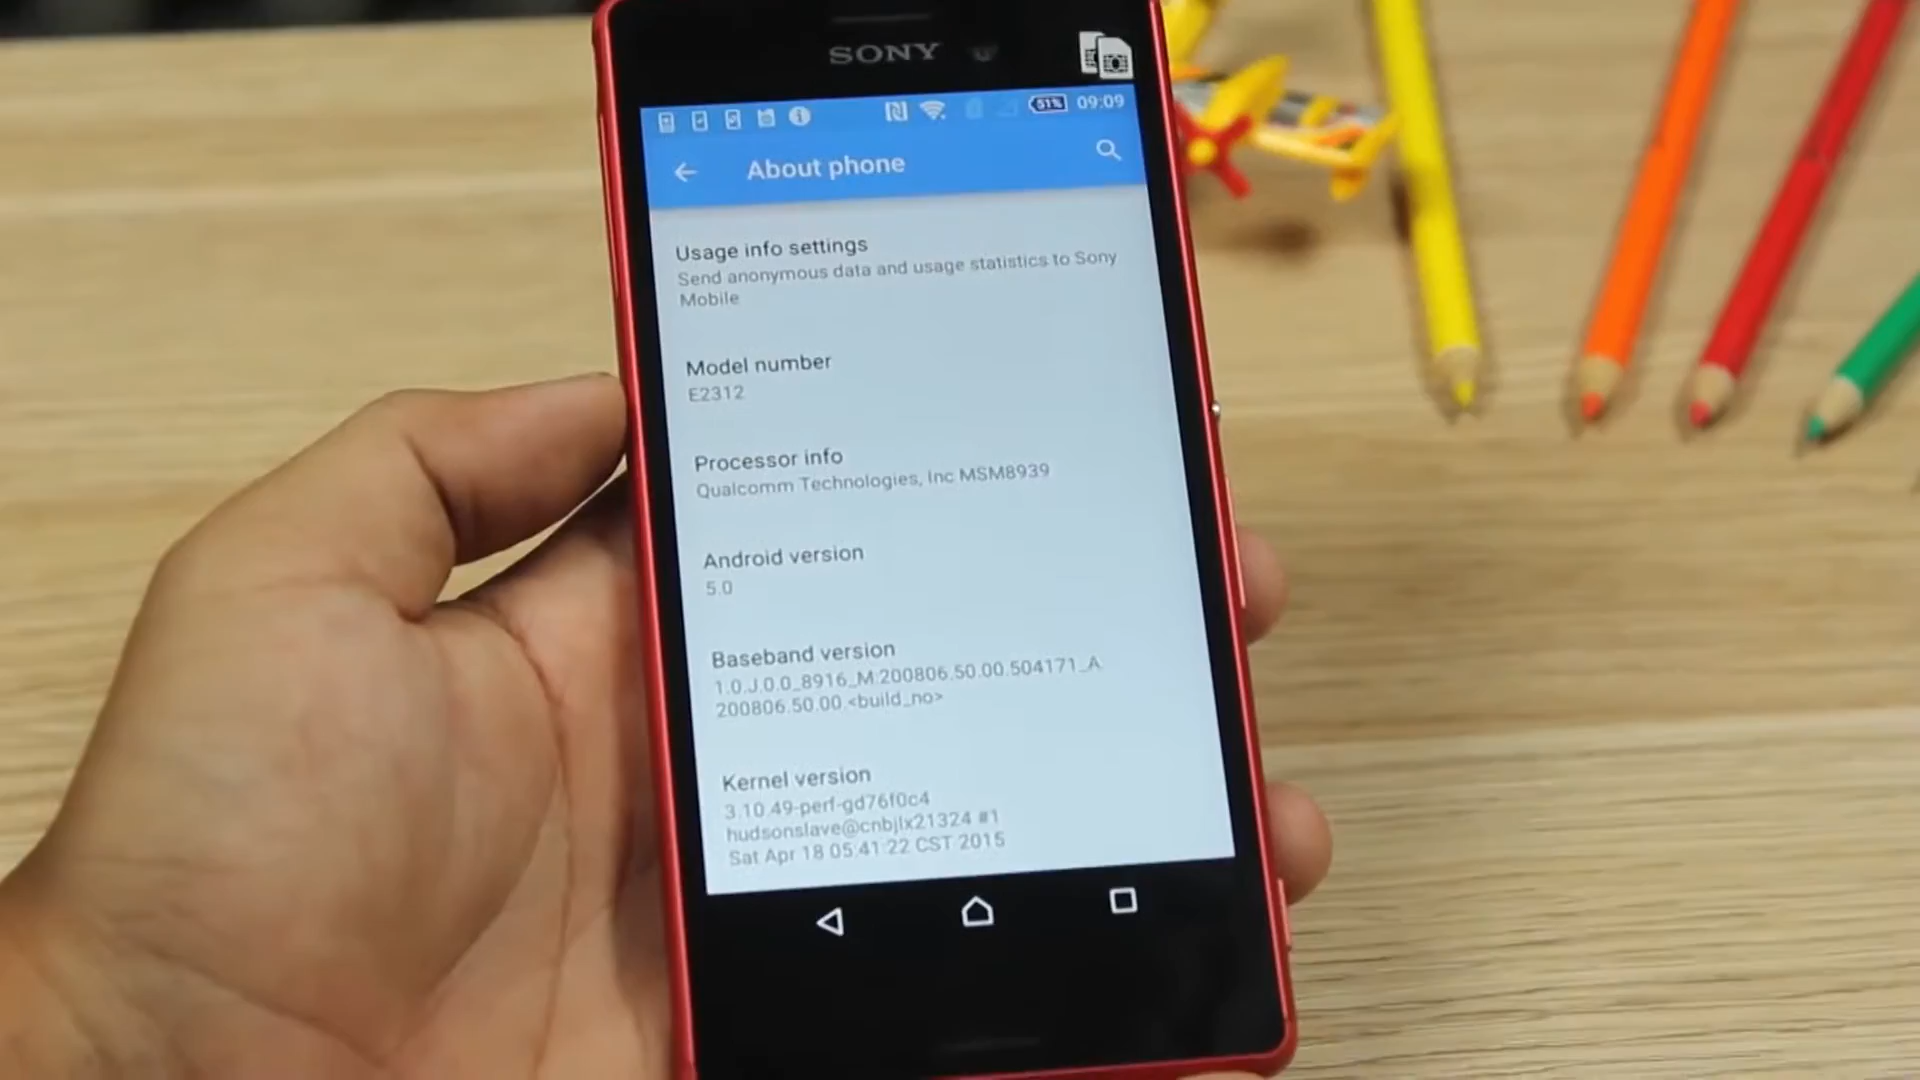 SONY
51% 09:09
About phone
Usage info settings
Send anonymous data and usage statistics to Sony
Mobile
Model number
E2312
Processor info
Qualcomm Technologies, Inc MSM8939
Android version
5.0
Baseband version
1.0.J.0.0_8916_M:200806.50.00.504171_A
200806.50.00 <build_no>
Kernel version
3.10.49-perf-gd76f0c4
hudsonslave@cnbjlx21324 #1
Sat Apr 18 05:41:22 CST 2015